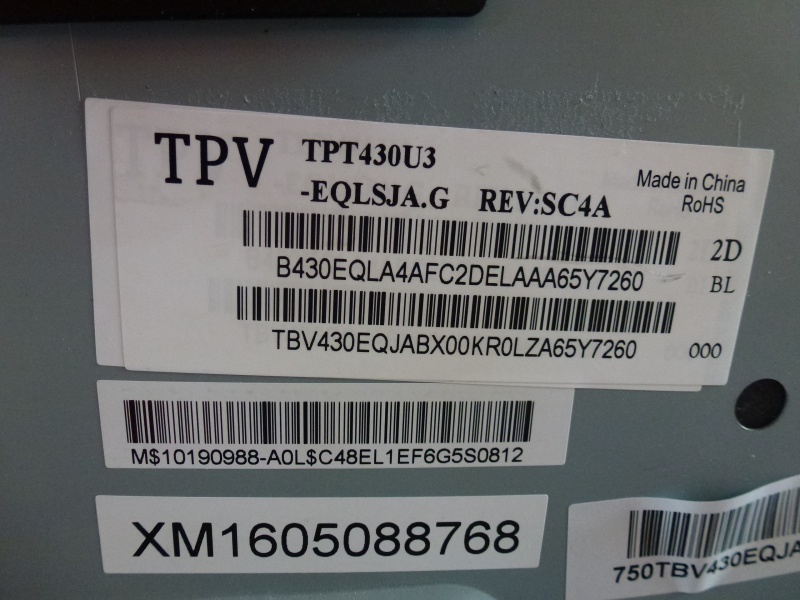 TPV TPT430U3
-EQLSJA.G REV:SC4A
Made in China
RoHS
2D
B430EQLA4AFC2DELAAA65Y7260
BL
TBV430EQJABX00KR0LZA65Y7260
000
M$10190988-A0L$C48EL1EF6G5S0812
XM1605088768
750TBV430EQJA